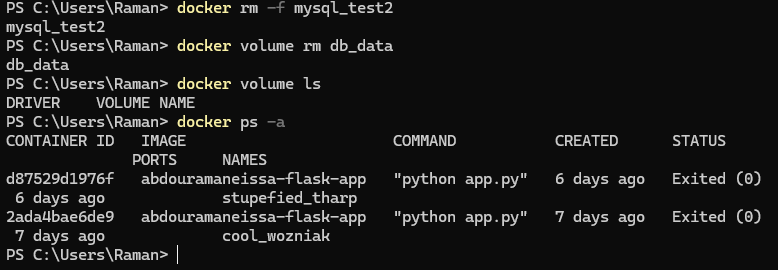 PS C:\Users\Raman> docker rm -f mysql_test2
mysql_test2
PS C:\Users\Raman> docker volume rm db_data
db_data
PS C:\Users\Raman> docker volume ls
DRIVER    VOLUME NAME
PS C:\Users\Raman> docker ps -a
CONTAINER ID   IMAGE                       COMMAND           CREATED      STATUS
              PORTS     NAMES
d87529d1976f   abdouramaneissa-flask-app   "python app.py"   6 days ago   Exited (0)
 6 days ago             stupefied_tharp
2ada4bae6de9   abdouramaneissa-flask-app   "python app.py"   7 days ago   Exited (0)
 7 days ago             cool_wozniak
PS C:\Users\Raman>